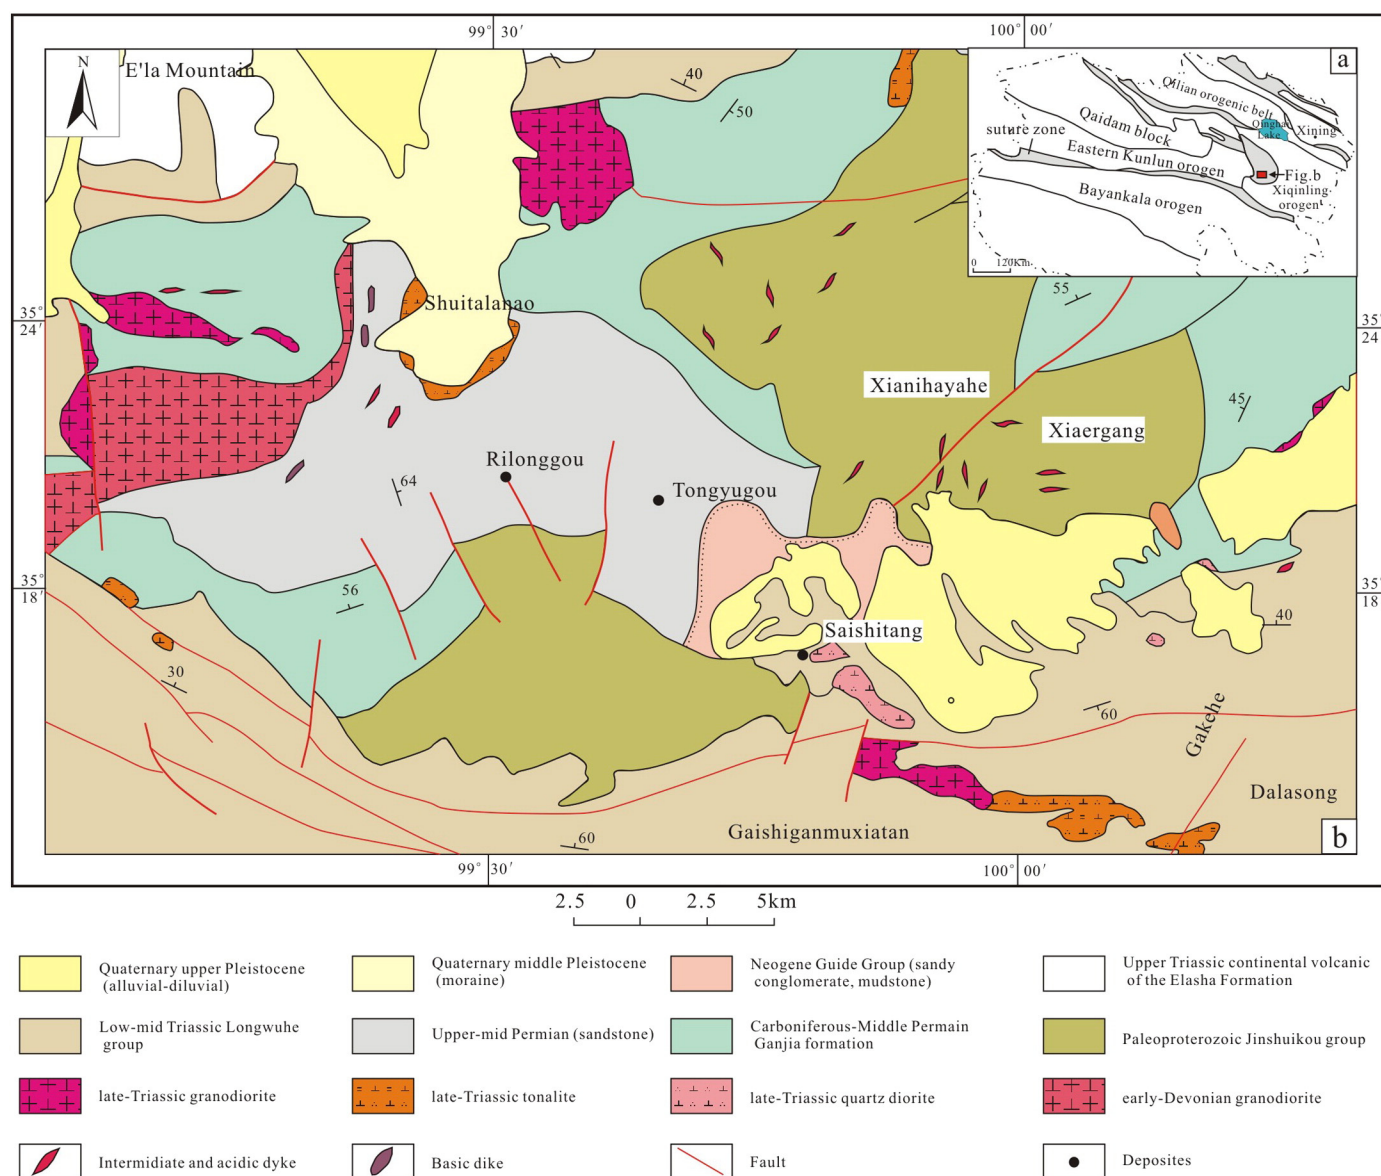 99° 30′
100° 00′
N
E'la Mountain
40
50
a
Qilian orogenic belt
Qaidam block
Qinghai
Lake
Xining
suture zone
Eastern Kunlun orogen
Fig.b
Bayankala orogen
Xiqinling
orogen
0 120Km
35°
24′
Shuitalanao
55
35°
24′
Xianihayahe
45
Xiaergang
Rilonggou
64
Tongyugou
35°
18′
56
35°
18′
40
Saishitang
30
60
Gakehe
Dalasong
60
Gaishiganmuxiatan
b
99° 30′
100° 00′
2.5 0 2.5 5km
Quaternary upper Pleistocene
(alluvial-diluvial)
Quaternary middle Pleistocene
(moraine)
Neogene Guide Group (sandy
conglomerate, mudstone)
Upper Triassic continental volcanic
of the Elasha Formation
Low-mid Triassic Longwuhe
group
Upper-mid Permian (sandstone)
Carboniferous-Middle Permain
Ganjia formation
Paleoproterozoic Jinshuikou group
late-Triassic granodiorite
late-Triassic tonalite
late-Triassic quartz diorite
early-Devonian granodiorite
Intermidiate and acidic dyke
Basic dike
Fault
Deposites